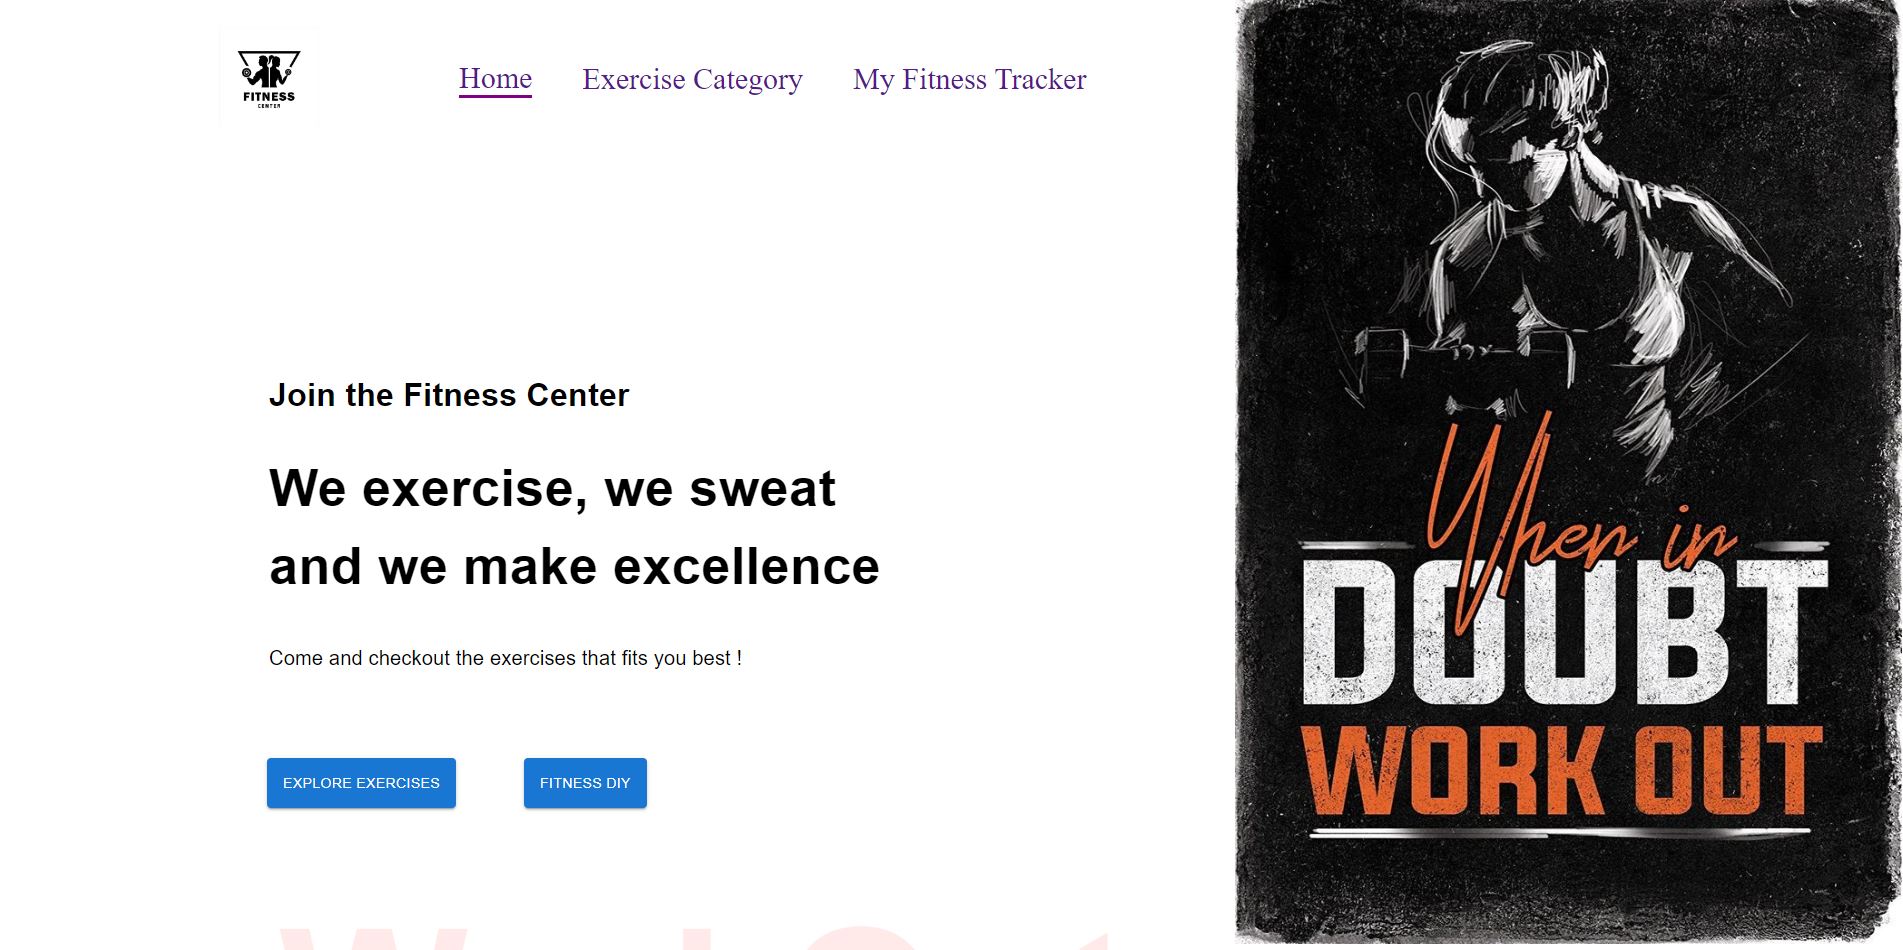 FITNESS
CENTER
Home
Exercise Category
My Fitness Tracker
Join the Fitness Center
We exercise, we sweat
and we make excellence
Come and checkout the exercises that fits you best !
EXPLORE EXERCISES
FITNESS DIY
When in
DOUBT
WORK OUT